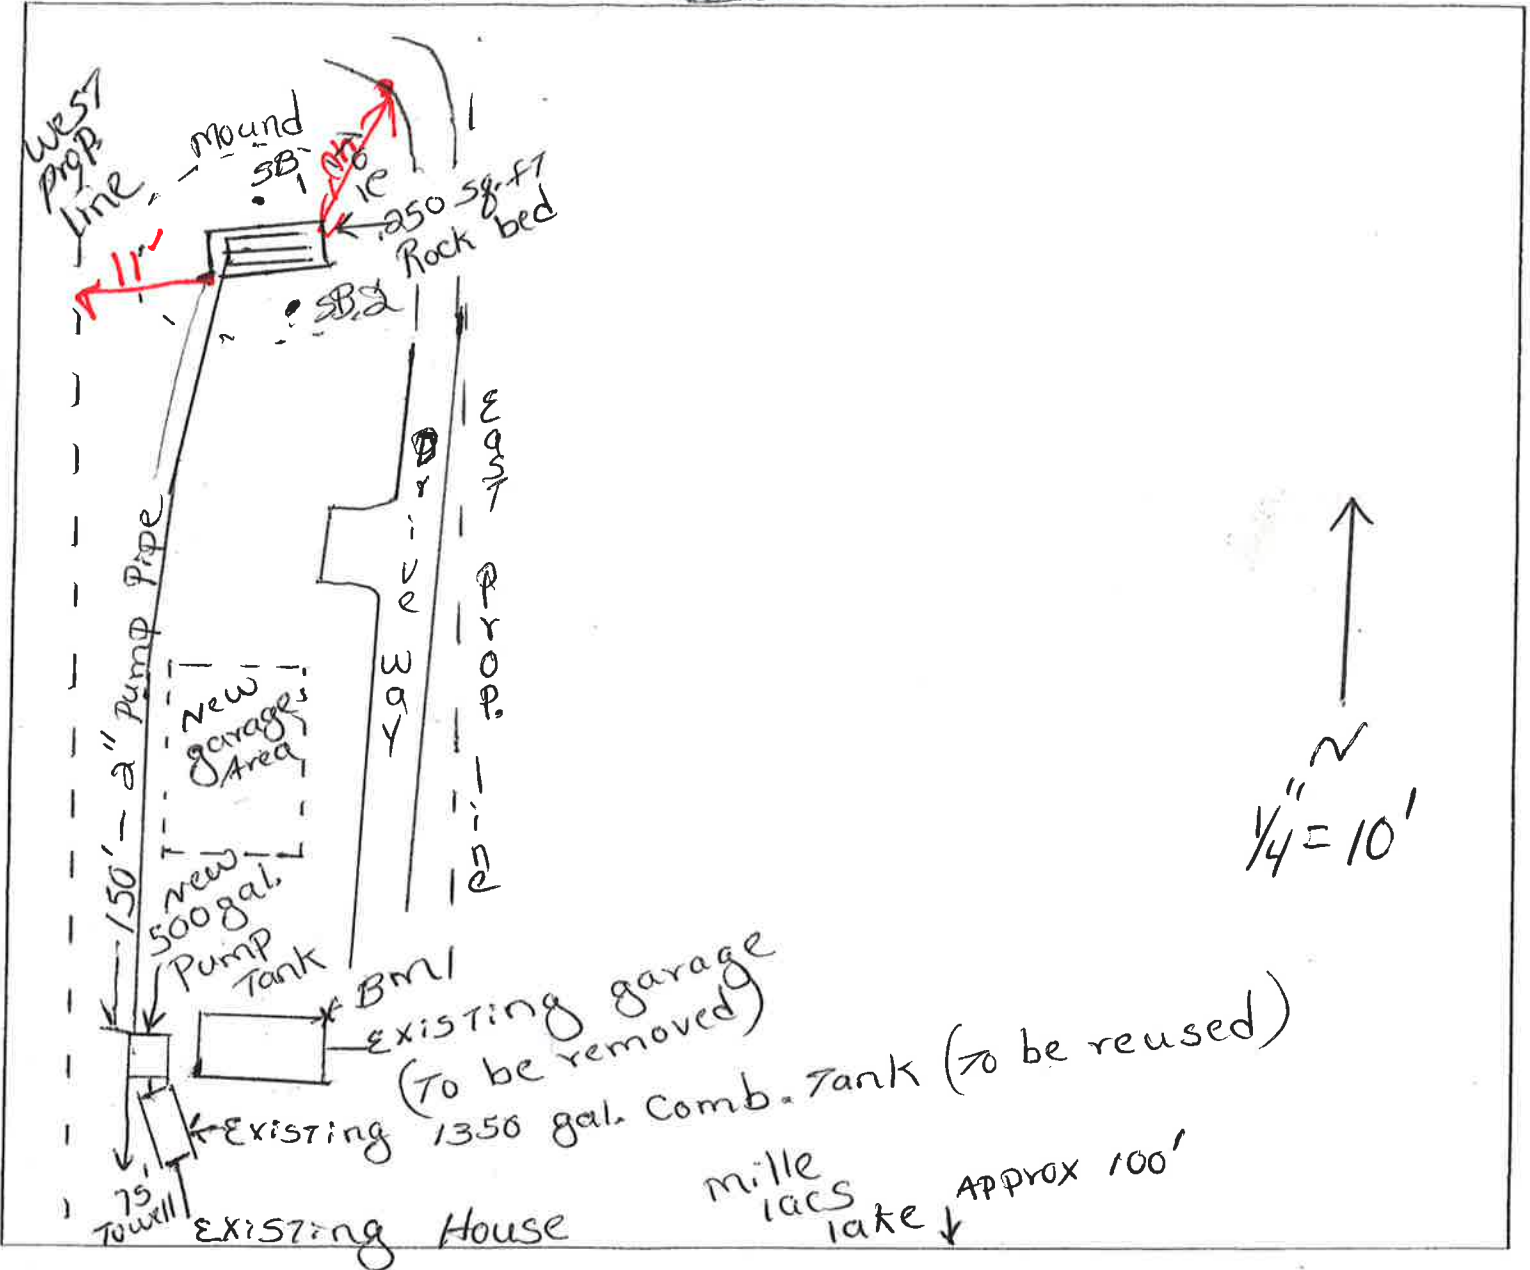 West
Prop.
line
mound
SB
1
11'
250 sq.ft
Rock bed
SB.2
Drive
way
East Prop. line
150'- 2" Pump Pipe
New
garage
Area
New
500 gal.
Pump
Tank
BM1
Existing garage
(To be removed)
Existing 1350 gal. Comb. Tank (To be reused)
75'
To well
Existing House
mille
lacs
lake
Approx 100'
N
1/4" = 10'